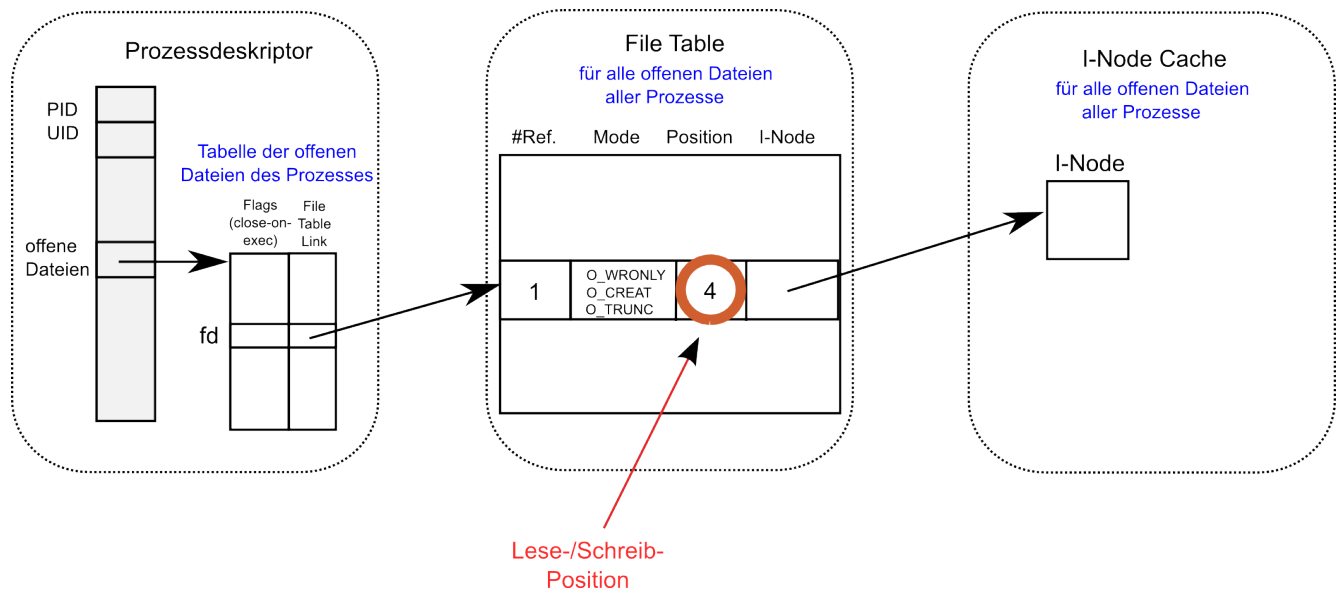 Prozessdeskriptor
PID
UID
Tabelle der offenen
Dateien des Prozesses
Flags
(close-on-
exec)
File
Table
Link
offene
Dateien
fd
File Table
für alle offenen Dateien
aller Prozesse
#Ref. Mode Position I-Node
1
O_WRONLY
O_CREAT
O_TRUNC
4
Lese-/Schreib-
Position
I-Node Cache
für alle offenen Dateien
aller Prozesse
I-Node